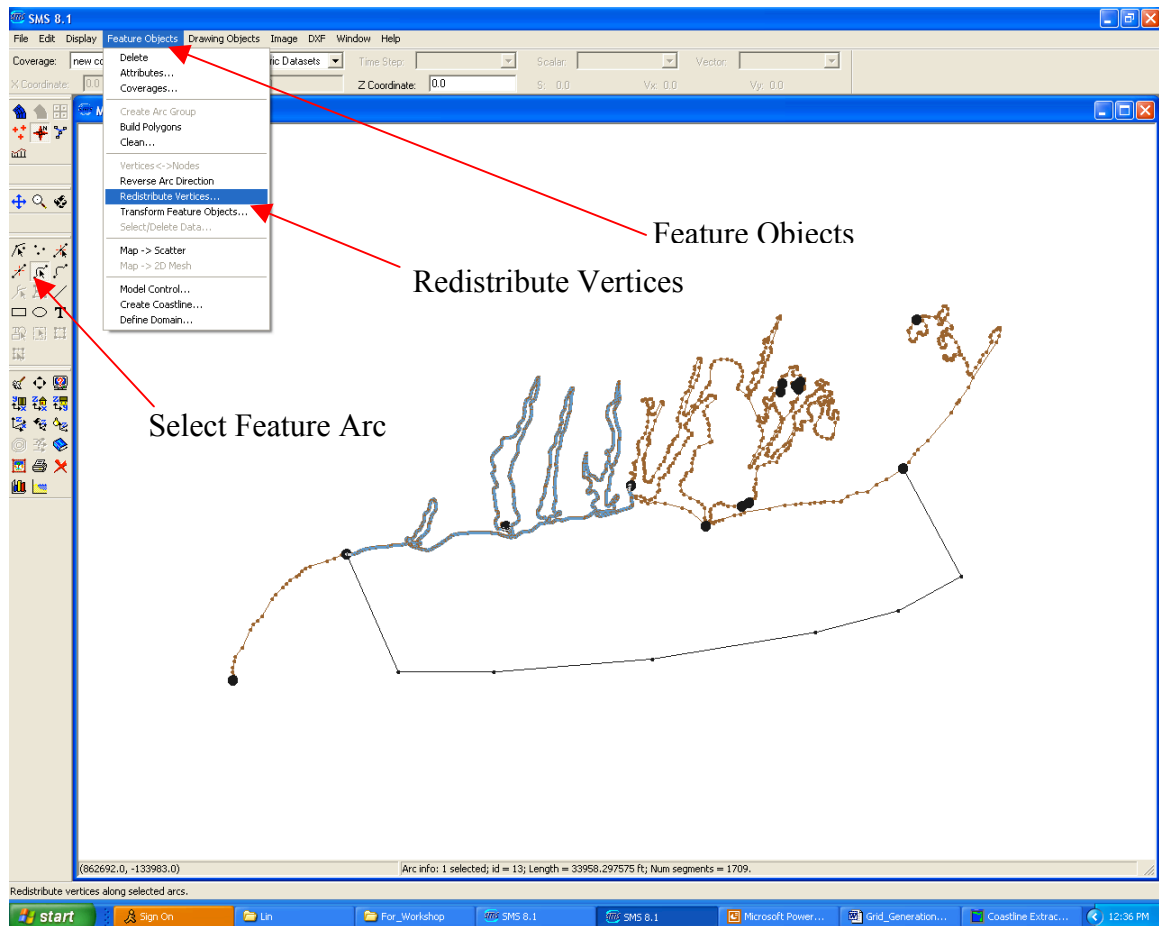 SMS 8.1
File Edit Display Feature Objects Drawing Objects Image DXF Window Help
Coverage: new co ric Datasets Time Step: Scalar: Vector:
X Coordinate: 0.0 Z Coordinate: 0.0 S: 0.0 Vx: 0.0 Vy: 0.0
Delete
Attributes...
Coverages...
Create Arc Group
Build Polygons
Clean...
Vertices<->Nodes
Reverse Arc Direction
Redistribute Vertices...
Transform Feature Objects...
Select/Delete Data...
Map -> Scatter
Map -> 2D Mesh
Model Control...
Create Coastline...
Define Domain...
Feature Objects
Redistribute Vertices
Select Feature Arc
(862692.0, -133983.0) Arc info: 1 selected; id = 13; Length = 33958.297575 ft; Num segments = 1709.
Redistribute vertices along selected arcs.
start Sign On Lin For_Workshop SMS 8.1 SMS 8.1 Microsoft Power... Grid_Generation... Coastline Extrac... 12:36 PM